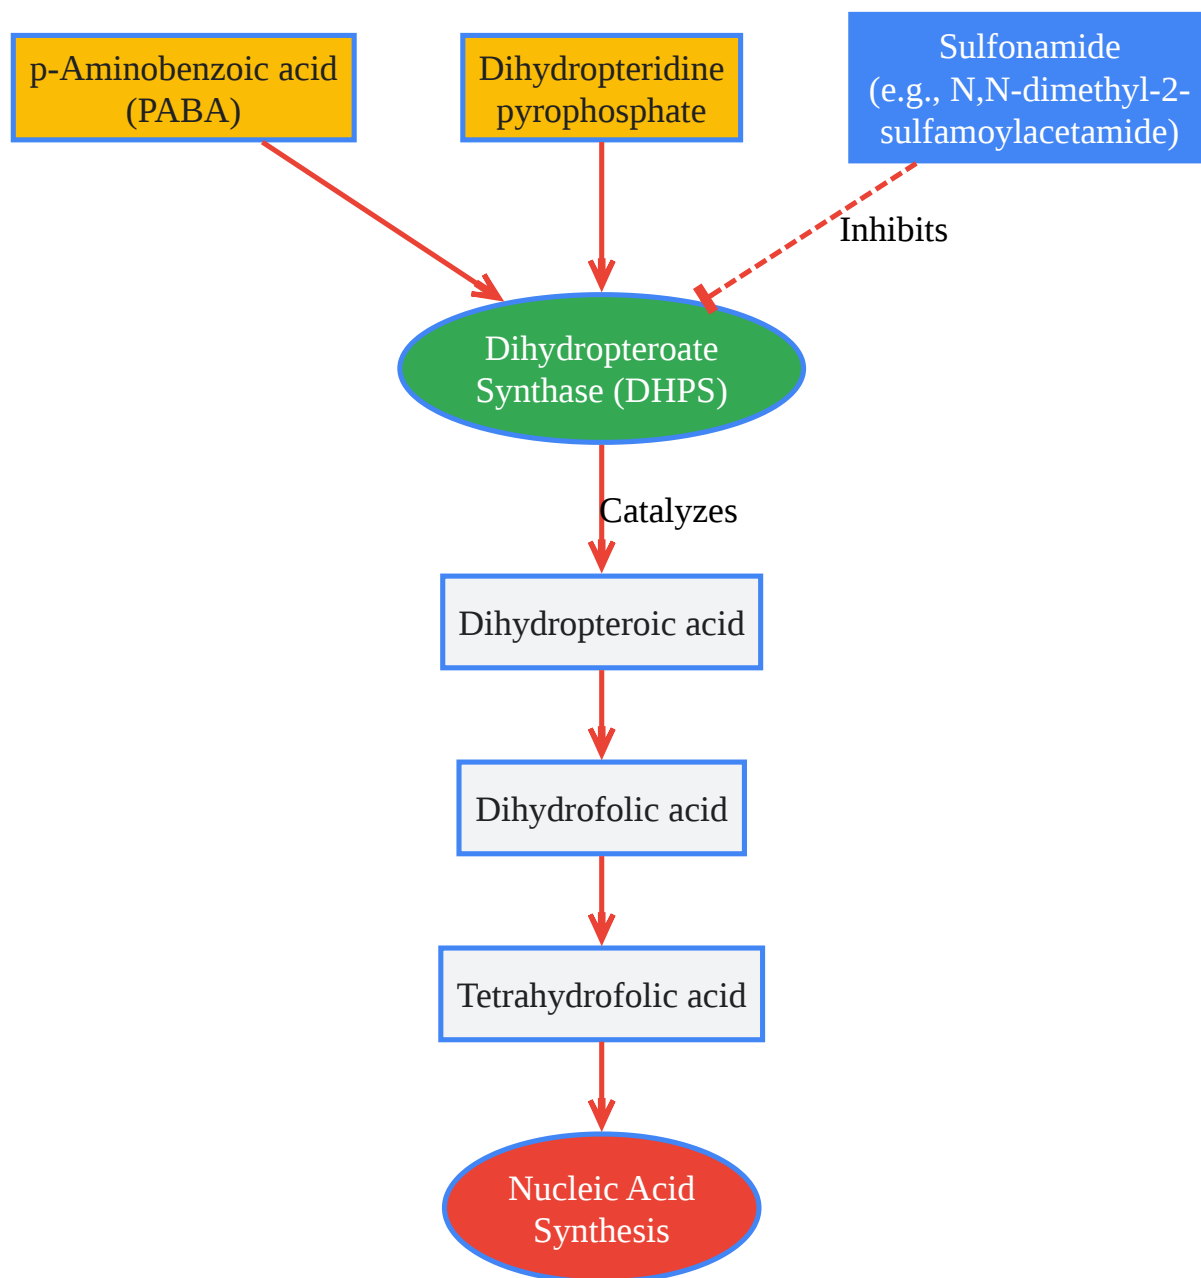 p-Aminobenzoic acid
(PABA)
Dihydropteridine
pyrophosphate
Sulfonamide
(e.g., N,N-dimethyl-2-
sulfamoylacetamide)
Inhibits
Dihydropteroate
Synthase (DHPS)
Catalyzes
Dihydropteroic acid
Dihydrofolic acid
Tetrahydrofolic acid
Nucleic Acid
Synthesis